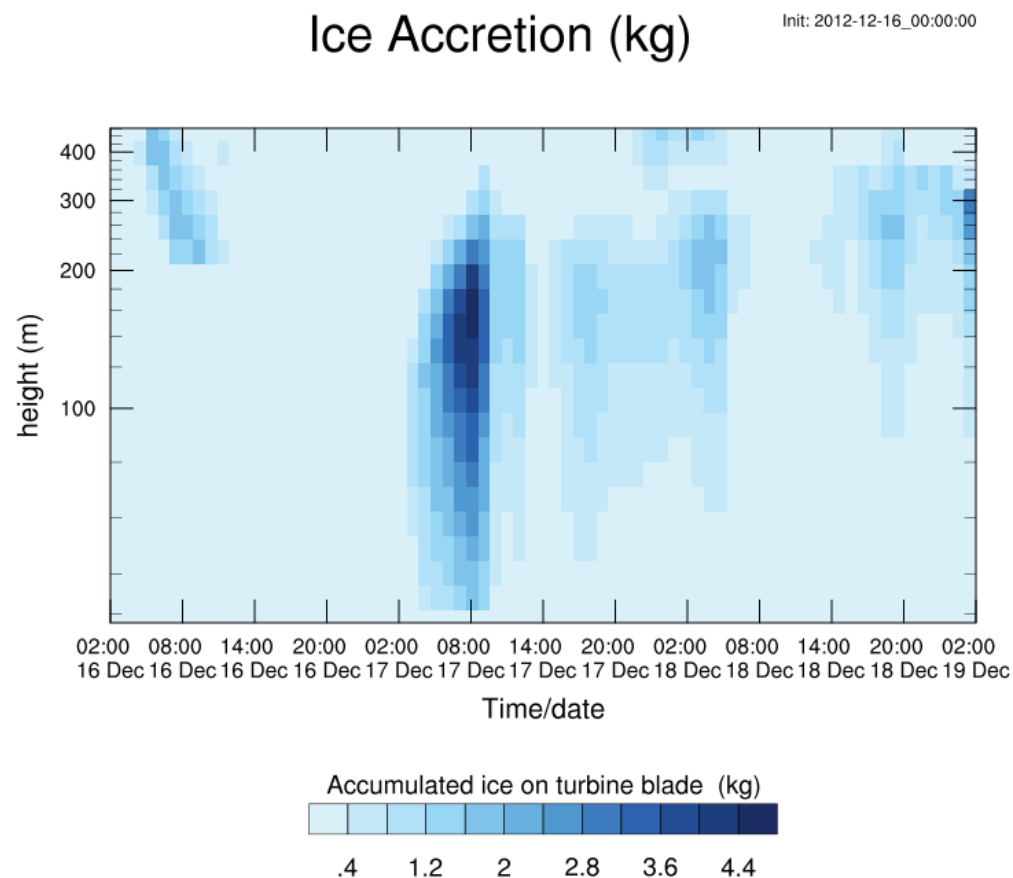 Ice Accretion (kg)
Init: 2012-12-16_00:00:00
400
300
200
100
height (m)
02:00 08:00 14:00 20:00 02:00 08:00 14:00 20:00 02:00 08:00 14:00 20:00 02:00
16 Dec 16 Dec 16 Dec 16 Dec 17 Dec 17 Dec 17 Dec 17 Dec 18 Dec 18 Dec 18 Dec 18 Dec 19 Dec
Time/date
Accumulated ice on turbine blade (kg)
.4 1.2 2 2.8 3.6 4.4